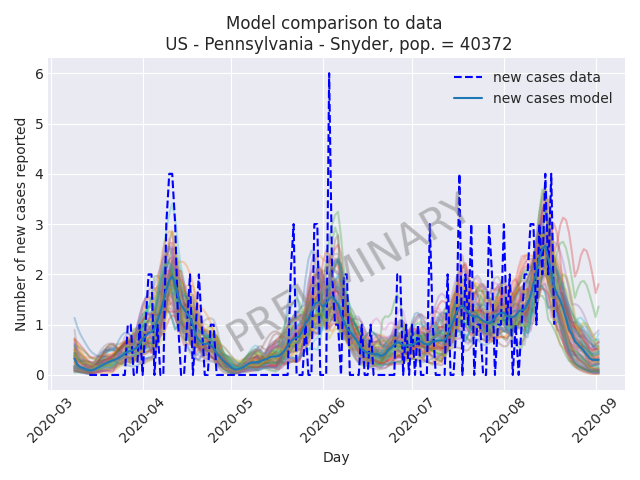 Model comparison to data
US - Pennsylvania - Snyder, pop. = 40372
new cases data
new cases model
PRELIMINARY
Number of new cases reported
6
5
4
3
2
1
0
2020-03
2020-04
2020-05
2020-06
2020-07
2020-08
2020-09
Day